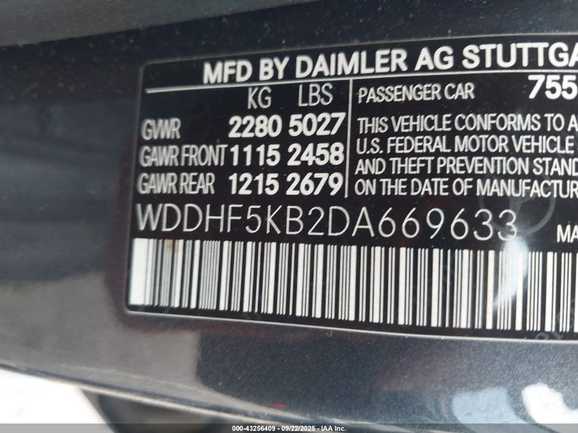 MFD BY DAIMLER AG STUTTGA
KG LBS PASSENGER CAR 755
GVWR 2280 5027 THIS VEHICLE CONFORMS TO A
GAWR FRONT 1115 2458 U.S. FEDERAL MOTOR VEHICLE
GAWR REAR 1215 2679 AND THEFT PREVENTION STAND
ON THE DATE OF MANUFACTUR
WDDHF5KB2DA669633 MA
000-43256409 - 09/22/2025 - IAA Inc.